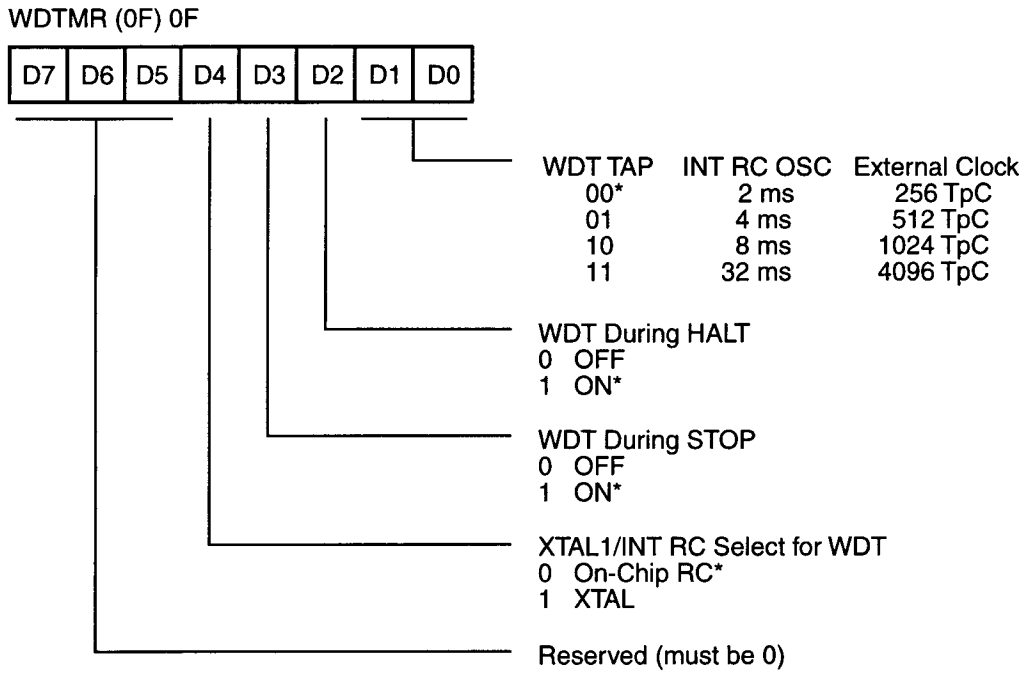 WDTMR (0F) 0F
D7 D6 D5 D4 D3 D2 D1 D0
WDT TAP INT RC OSC External Clock
00* 2 ms 256 TpC
01 4 ms 512 TpC
10 8 ms 1024 TpC
11 32 ms 4096 TpC
WDT During HALT
0 OFF
1 ON*
WDT During STOP
0 OFF
1 ON*
XTAL1/INT RC Select for WDT
0 On-Chip RC*
1 XTAL
Reserved (must be 0)